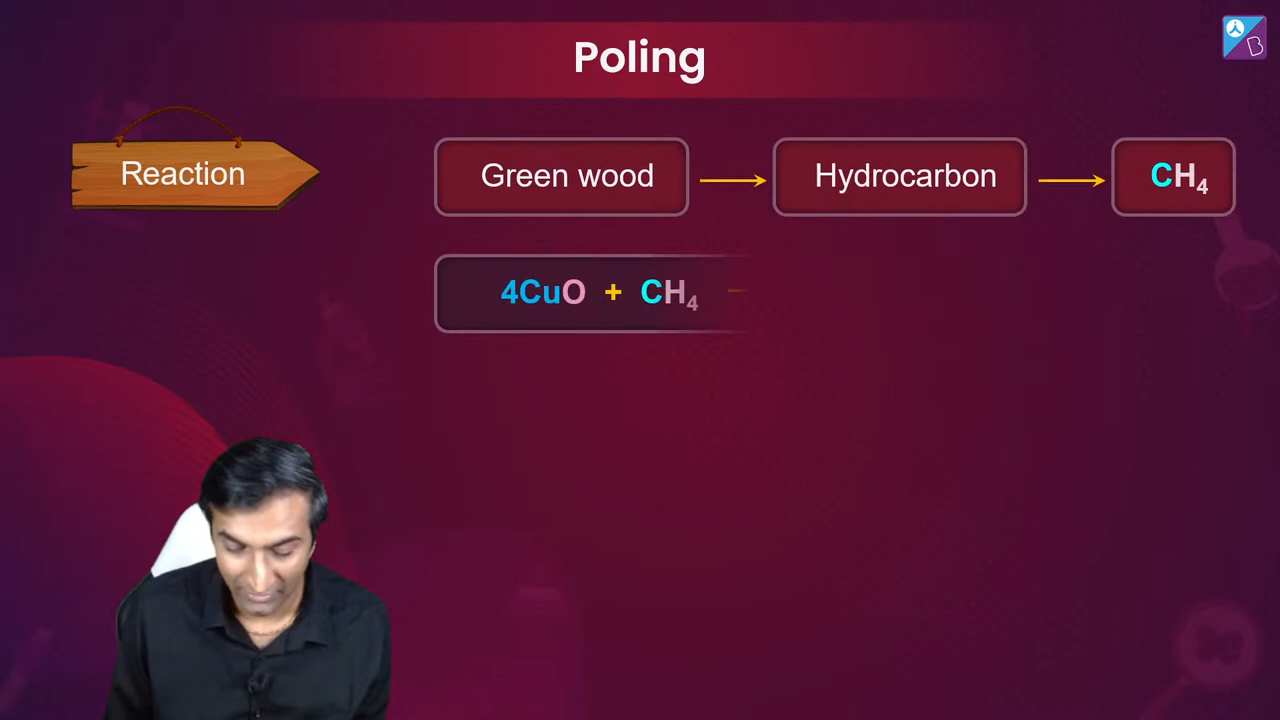 Poling
Reaction
Green wood → Hydrocarbon → CH₄
4CuO + CH₄
B